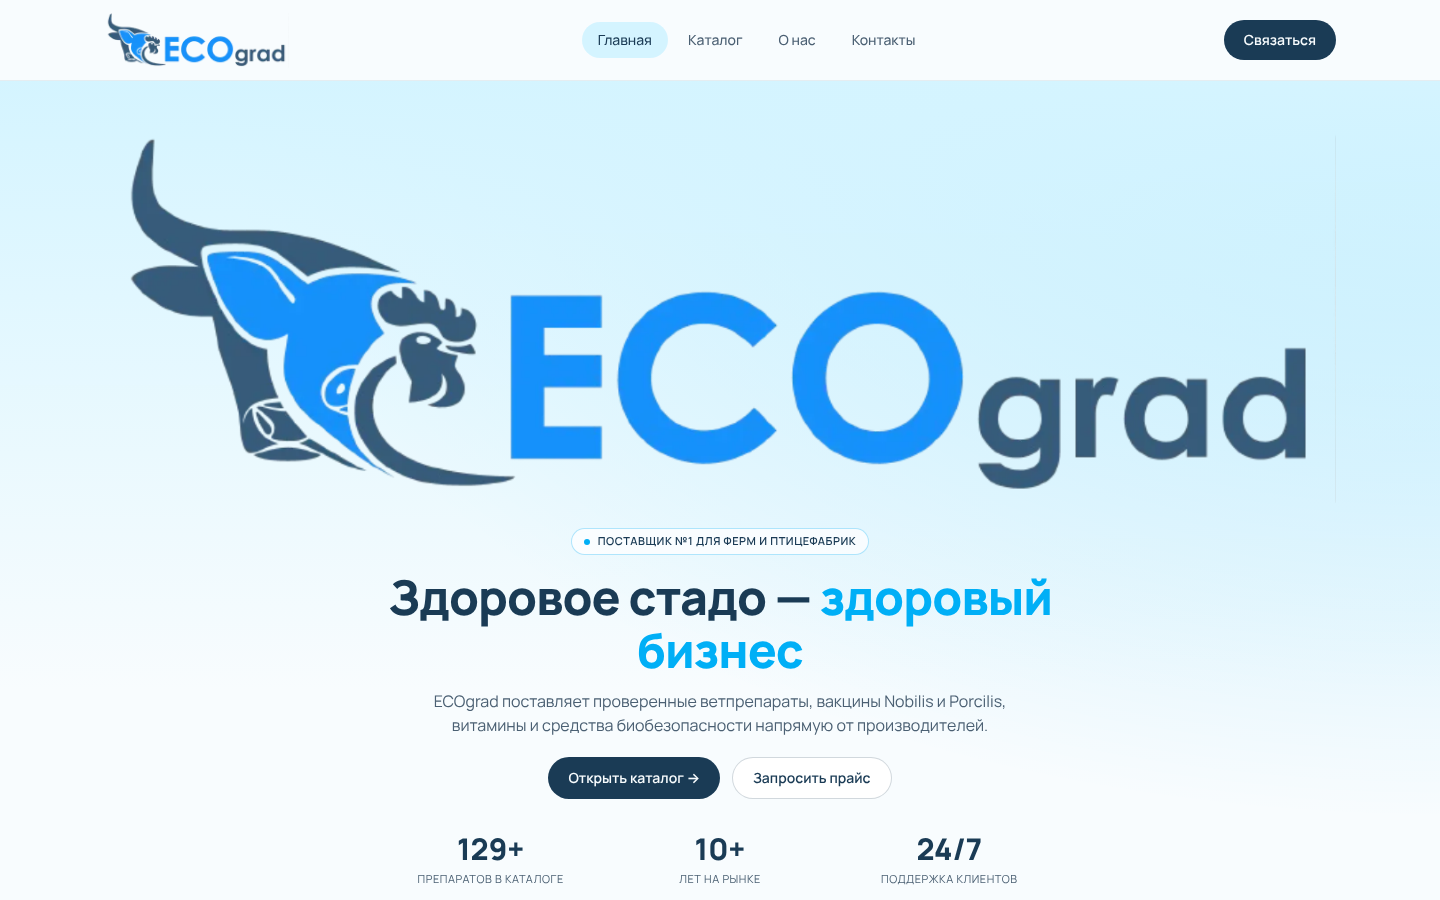 ECOgrad
Главная
Каталог
О нас
Контакты
Связаться
ECOgrad
ПОСТАВЩИК №1 ДЛЯ ФЕРМ И ПТИЦЕФАБРИК
Здоровое стадо — здоровый
бизнес
ECOgrad поставляет проверенные ветпрепараты, вакцины Nobilis и Porcilis,
витамины и средства биобезопасности напрямую от производителей.
Открыть каталог →
Запросить прайс
129+
ПРЕПАРАТОВ В КАТАЛОГЕ
10+
ЛЕТ НА РЫНКЕ
24/7
ПОДДЕРЖКА КЛИЕНТОВ